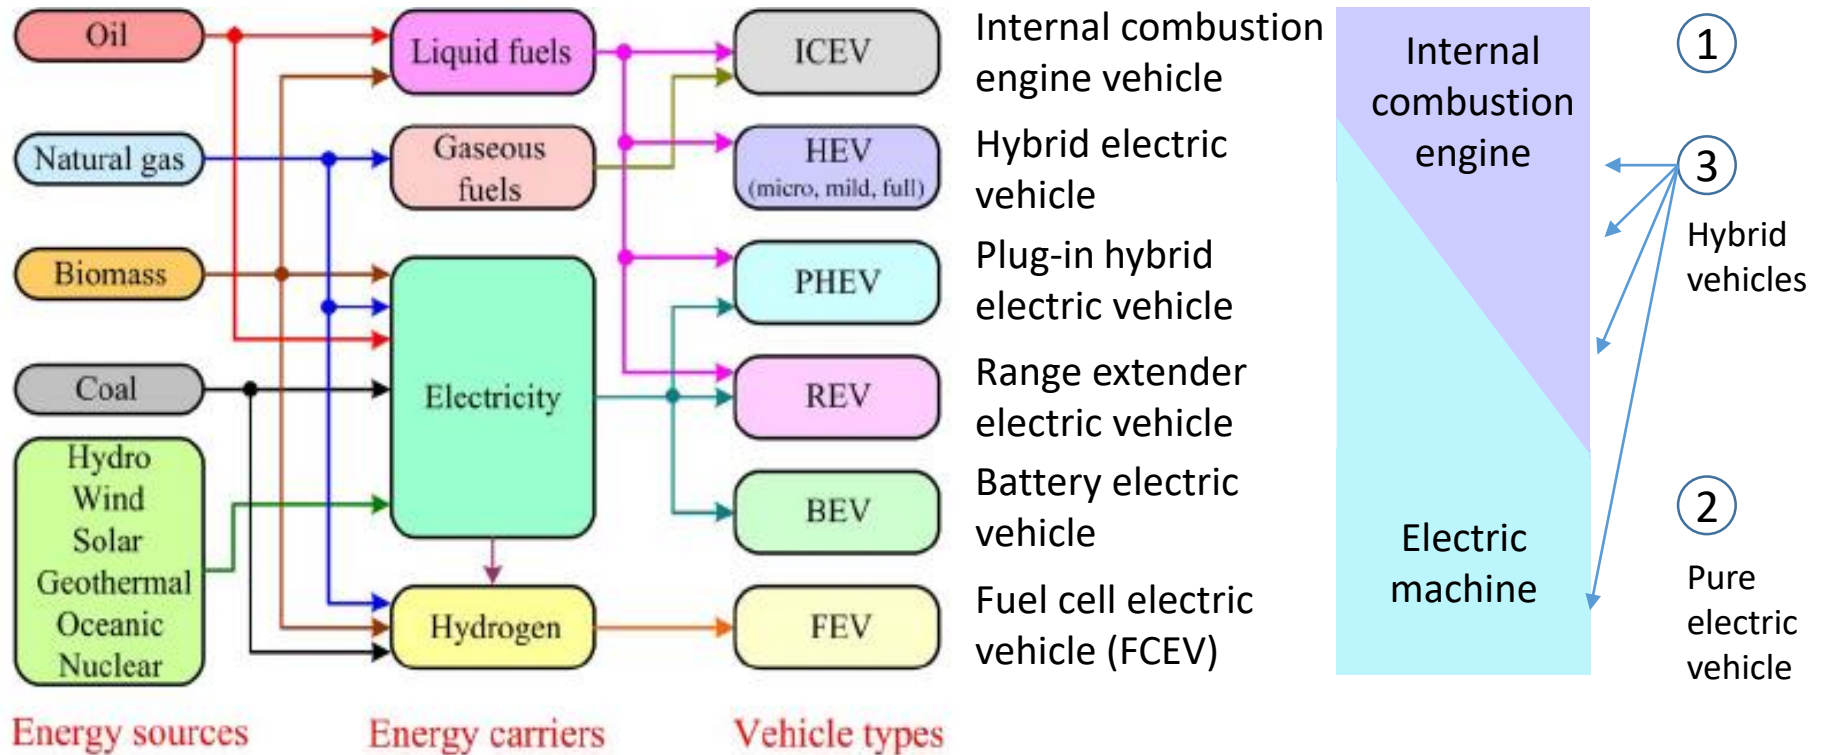 Oil
Natural gas
Biomass
Coal
Hydro
Wind
Solar
Geothermal
Oceanic
Nuclear
Energy sources
Liquid fuels
Gaseous
fuels
Electricity
Hydrogen
Energy carriers
ICEV
HEV
(micro, mild, full)
PHEV
REV
BEV
FEV
Vehicle types
Internal combustion
engine vehicle
Hybrid electric
vehicle
Plug-in hybrid
electric vehicle
Range extender
electric vehicle
Battery electric
vehicle
Fuel cell electric
vehicle (FCEV)
Internal
combustion
engine
Electric
machine
1
3
Hybrid
vehicles
2
Pure
electric
vehicle